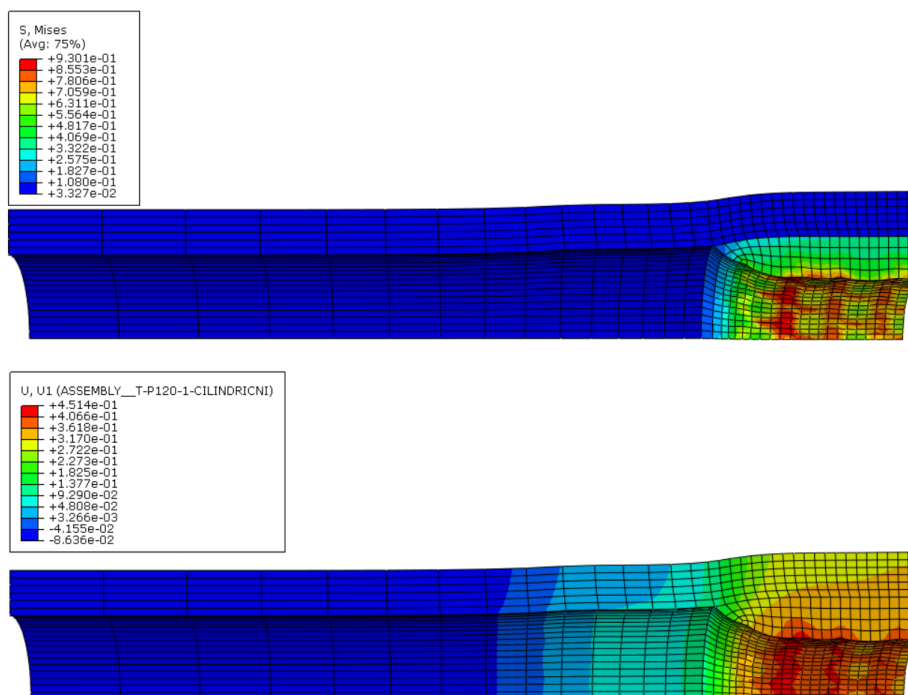 S, Mises
(Avg: 75%)
+9.301e-01
+8.553e-01
+7.806e-01
+7.059e-01
+6.311e-01
+5.564e-01
+4.817e-01
+4.069e-01
+3.322e-01
+2.575e-01
+1.827e-01
+1.080e-01
+3.327e-02
U, U1 (ASSEMBLY__T-P120-1-CILINDRICNI)
+4.514e-01
+4.066e-01
+3.618e-01
+3.170e-01
+2.722e-01
+2.273e-01
+1.825e-01
+1.377e-01
+9.290e-02
+4.808e-02
+3.266e-03
-4.155e-02
-8.636e-02